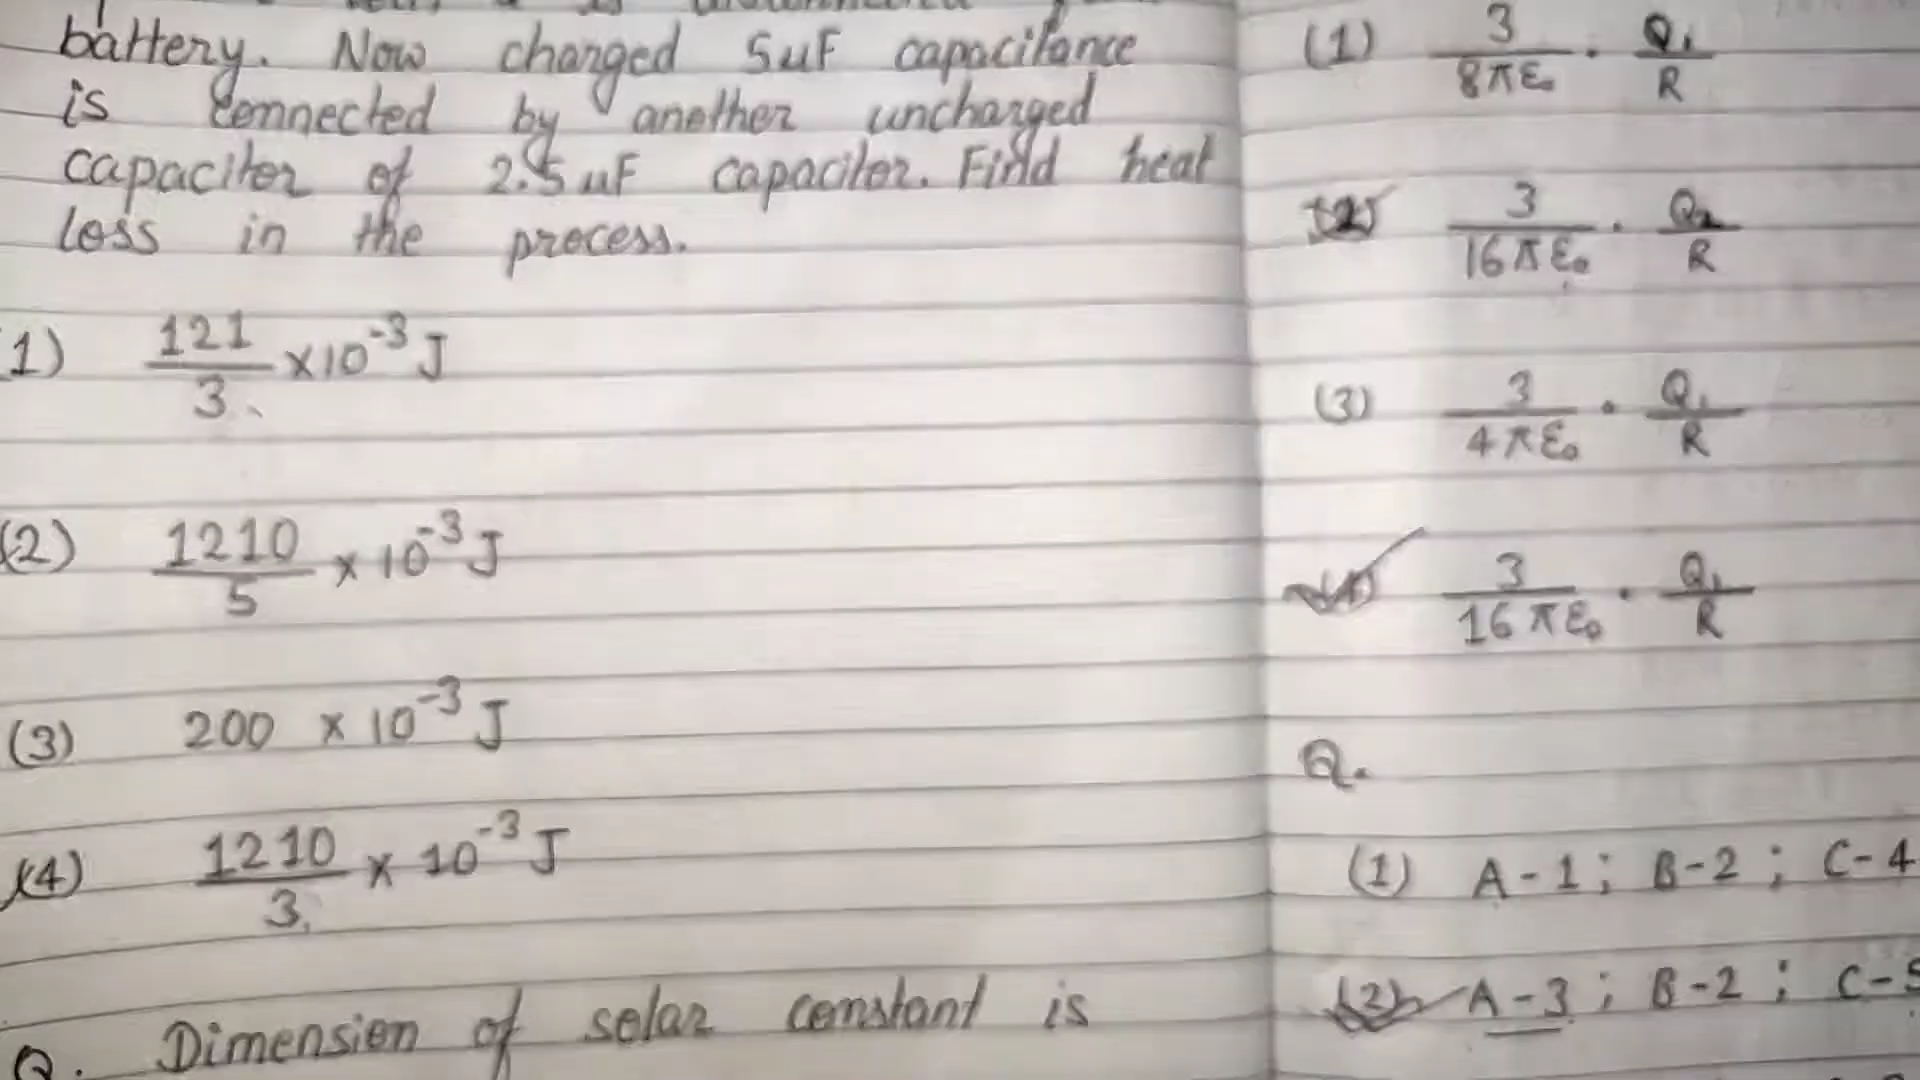 battery. Now charged 5uF capacitance
is connected by another uncharged
capacitor of 2.5uF capacitor. Find heat
loss in the process.
1) 121/3 ×10⁻³ J
(2) 1210/5 × 10⁻³ J
(3) 200 × 10⁻³ J
(4) 1210/3 × 10⁻³ J
Q. Dimension of solar constant is
(1) 3/8πε₀ · Q₁/R
(2) 3/16πε₀ · Q₂/R
(3) 3/4πε₀ · Q₁/R
3/16πε₀ · Q₁/R
Q.
(1) A-1; B-2; C-4
(2) A-3; B-2; C-5